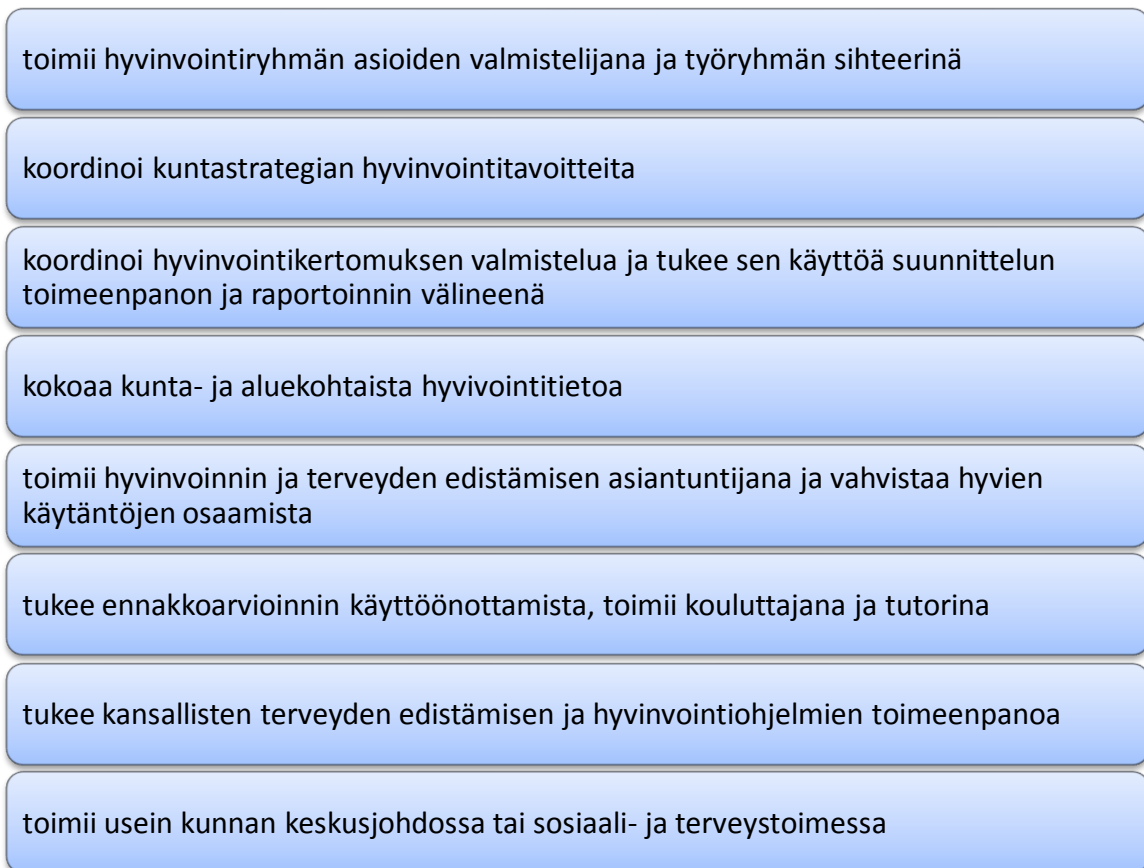 toimii hyvinvointiryhmän asioiden valmistelijana ja työryhmän sihteerinä
koordinoi kuntastrategian hyvinvointitavoitteita
koordinoi hyvinvointikertomuksen valmistelua ja tukee sen käyttöä suunnittelun
toimeenpanon ja raportoinnin välineenä
kokoaa kunta- ja aluekohtaista hyvivointitietoa
toimii hyvinvoinnin ja terveyden edistämisen asiantuntijana ja vahvistaa hyvien
käytäntöjen osaamista
tukee ennakkoarvioinnin käyttöönottamista, toimii kouluttajana ja tutorina
tukee kansallisten terveyden edistämisen ja hyvinvointiohjelmien toimeenpanoa
toimii usein kunnan keskusjohdossa tai sosiaali- ja terveystoimessa